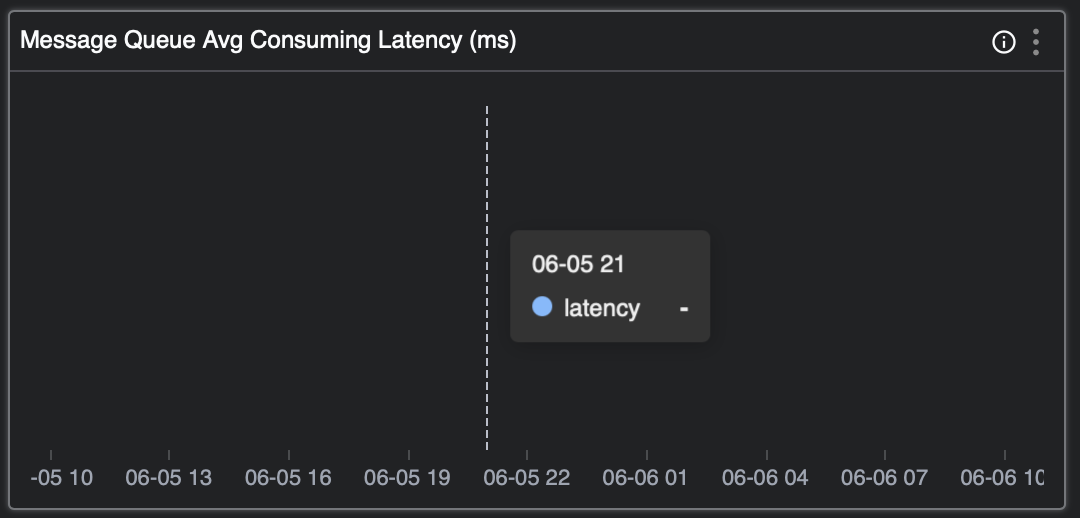 Message Queue Avg Consuming Latency (ms)
06-05 21
latency -
-05 10 06-05 13 06-05 16 06-05 19 06-05 22 06-06 01 06-06 04 06-06 07 06-06 10